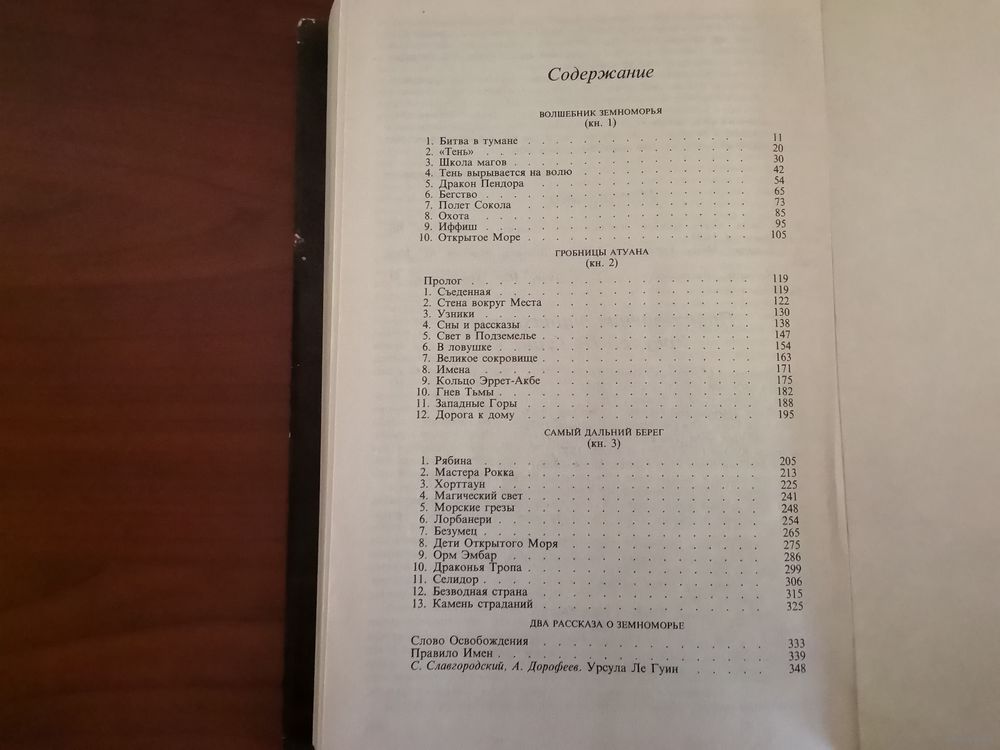 Содержание
ВОЛШЕБНИК ЗЕМНОМОРЬЯ
(кн. 1)
1. Битва в тумане . . . . . . . . . . . . . . . 11
2. «Тень» . . . . . . . . . . . . . . . 20
3. Школа магов . . . . . . . . . . . . . . . 30
4. Тень вырывается на волю . . . . . . . . . . . . 42
5. Дракон Пендора . . . . . . . . . . . . . . 54
6. Бегство . . . . . . . . . . . . . . . 65
7. Полет Сокола . . . . . . . . . . . . . . 73
8. Охота . . . . . . . . . . . . . . . 85
9. Иффиш . . . . . . . . . . . . . . . 95
10. Открытое Море . . . . . . . . . . . . . . 105
ГРОБНИЦЫ АТУАНА
(кн. 2)
Пролог . . . . . . . . . . . . . . . 119
1. Съеденная . . . . . . . . . . . . . . . 119
2. Стена вокруг Места . . . . . . . . . . . . . 122
3. Узники . . . . . . . . . . . . . . . 130
4. Сны и рассказы . . . . . . . . . . . . . . 138
5. Свет в Подземелье . . . . . . . . . . . . . 147
6. В ловушке . . . . . . . . . . . . . . . 154
7. Великое сокровище . . . . . . . . . . . . . 163
8. Имена . . . . . . . . . . . . . . . 171
9. Кольцо Эррет-Акбе . . . . . . . . . . . . . 175
10. Гнев Тьмы . . . . . . . . . . . . . . . 182
11. Западные Горы . . . . . . . . . . . . . . 188
12. Дорога к дому . . . . . . . . . . . . . . 195
САМЫЙ ДАЛЬНИЙ БЕРЕГ
(кн. 3)
1. Рябина . . . . . . . . . . . . . . . 205
2. Мастера Рокка . . . . . . . . . . . . . . 213
3. Хорттаун . . . . . . . . . . . . . . . 225
4. Магический свет . . . . . . . . . . . . . . 241
5. Морские грезы . . . . . . . . . . . . . . 248
6. Лорбанери . . . . . . . . . . . . . . . 254
7. Безумец . . . . . . . . . . . . . . . 265
8. Дети Открытого Моря . . . . . . . . . . . . 275
9. Орм Эмбар . . . . . . . . . . . . . . . 286
10. Драконья Тропа . . . . . . . . . . . . . . 299
11. Селидор . . . . . . . . . . . . . . . 306
12. Безводная страна . . . . . . . . . . . . . . 315
13. Камень страданий . . . . . . . . . . . . . 325
ДВА РАССКАЗА О ЗЕМНОМОРЬЕ
Слово Освобождения . . . . . . . . . . . . . 333
Правило Имен . . . . . . . . . . . . . . . 339
С. Славгородский, А. Дорофеев. Урсула Ле Гуин . . . . . 348